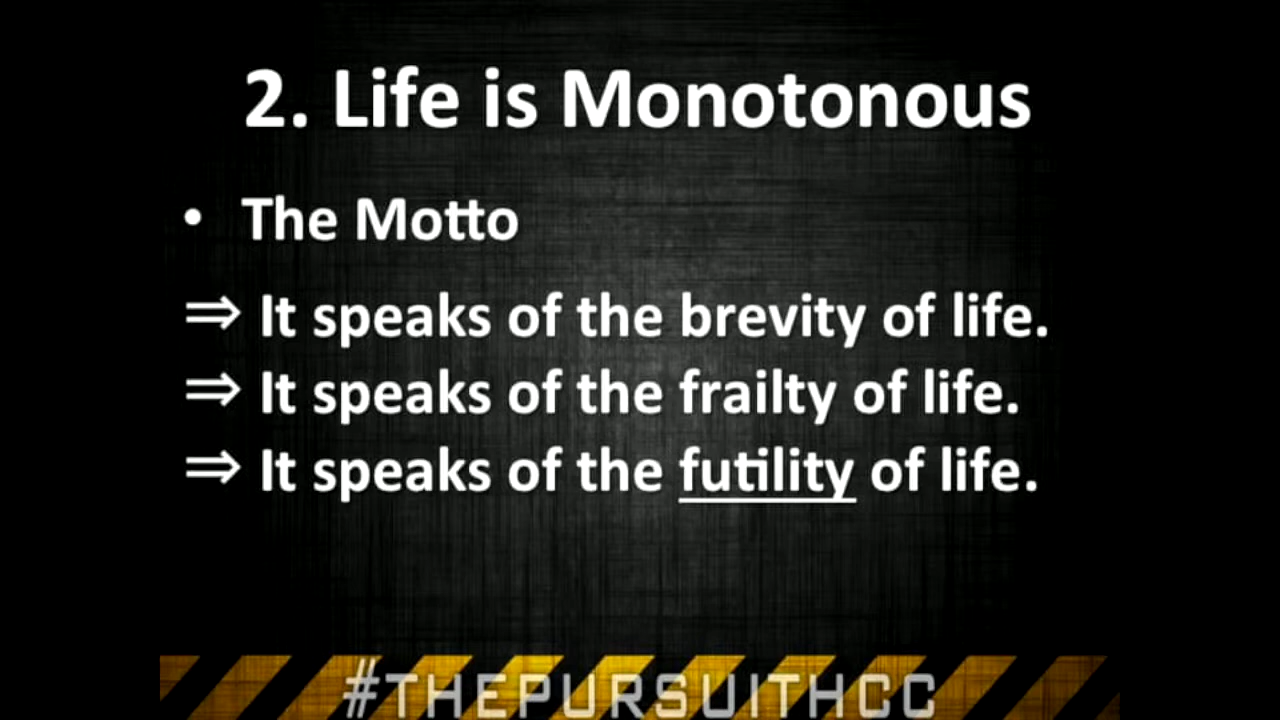 2. Life is Monotonous
• The Motto
⇒ It speaks of the brevity of life.
⇒ It speaks of the frailty of life.
⇒ It speaks of the futility of life.
#THEPURSUITHCC